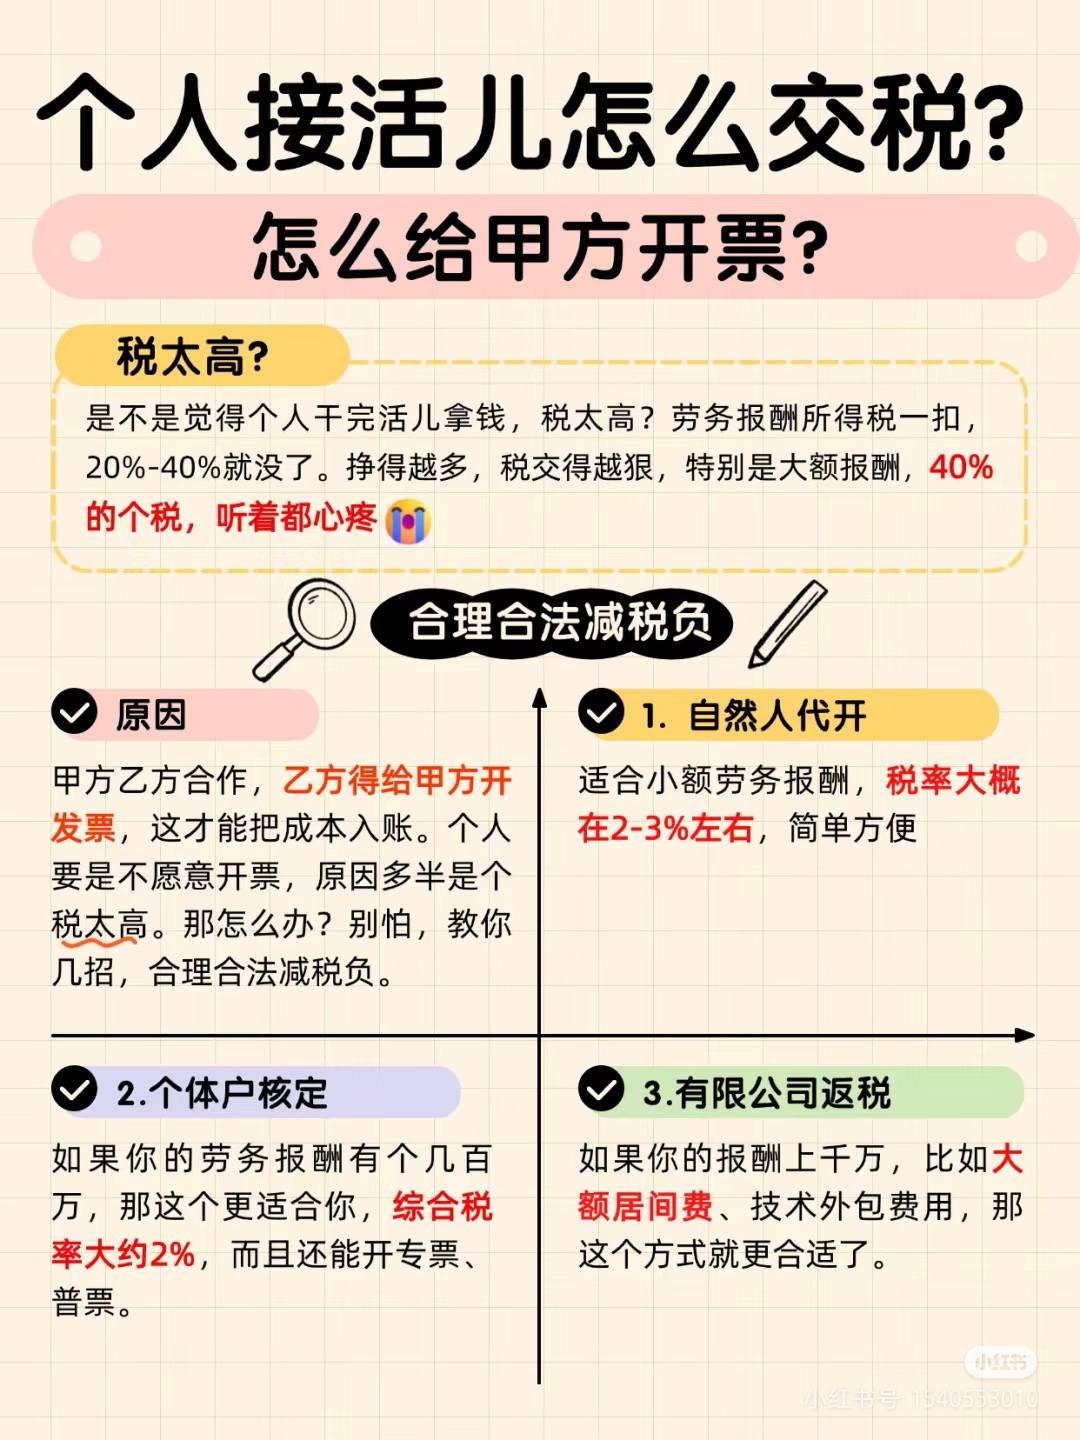 个人接活儿怎么交税?
怎么给甲方开票?
税太高?
是不是觉得个人干完活儿拿钱，税太高？劳务报酬所得税一扣，
20%-40%就没了。挣得越多，税交得越狠，特别是大额报酬，40%
的个税，听着都心疼
合理合法减税负
原因
甲方乙方合作，乙方得给甲方开
发票，这才能把成本入账。个人
要是不愿意开票，原因多半是个
税太高。那怎么办？别怕，教你
几招，合理合法减税负。
1. 自然人代开
适合小额劳务报酬，税率大概
在2-3%左右，简单方便
2.个体户核定
如果你的劳务报酬有个几百
万，那这个更适合你，综合税
率大约2%，而且还能开专票、
普票。
3.有限公司返税
如果你的报酬上千万，比如大
额居间费、技术外包费用，那
这个方式就更合适了。
小红书
小红书号: 1540553010